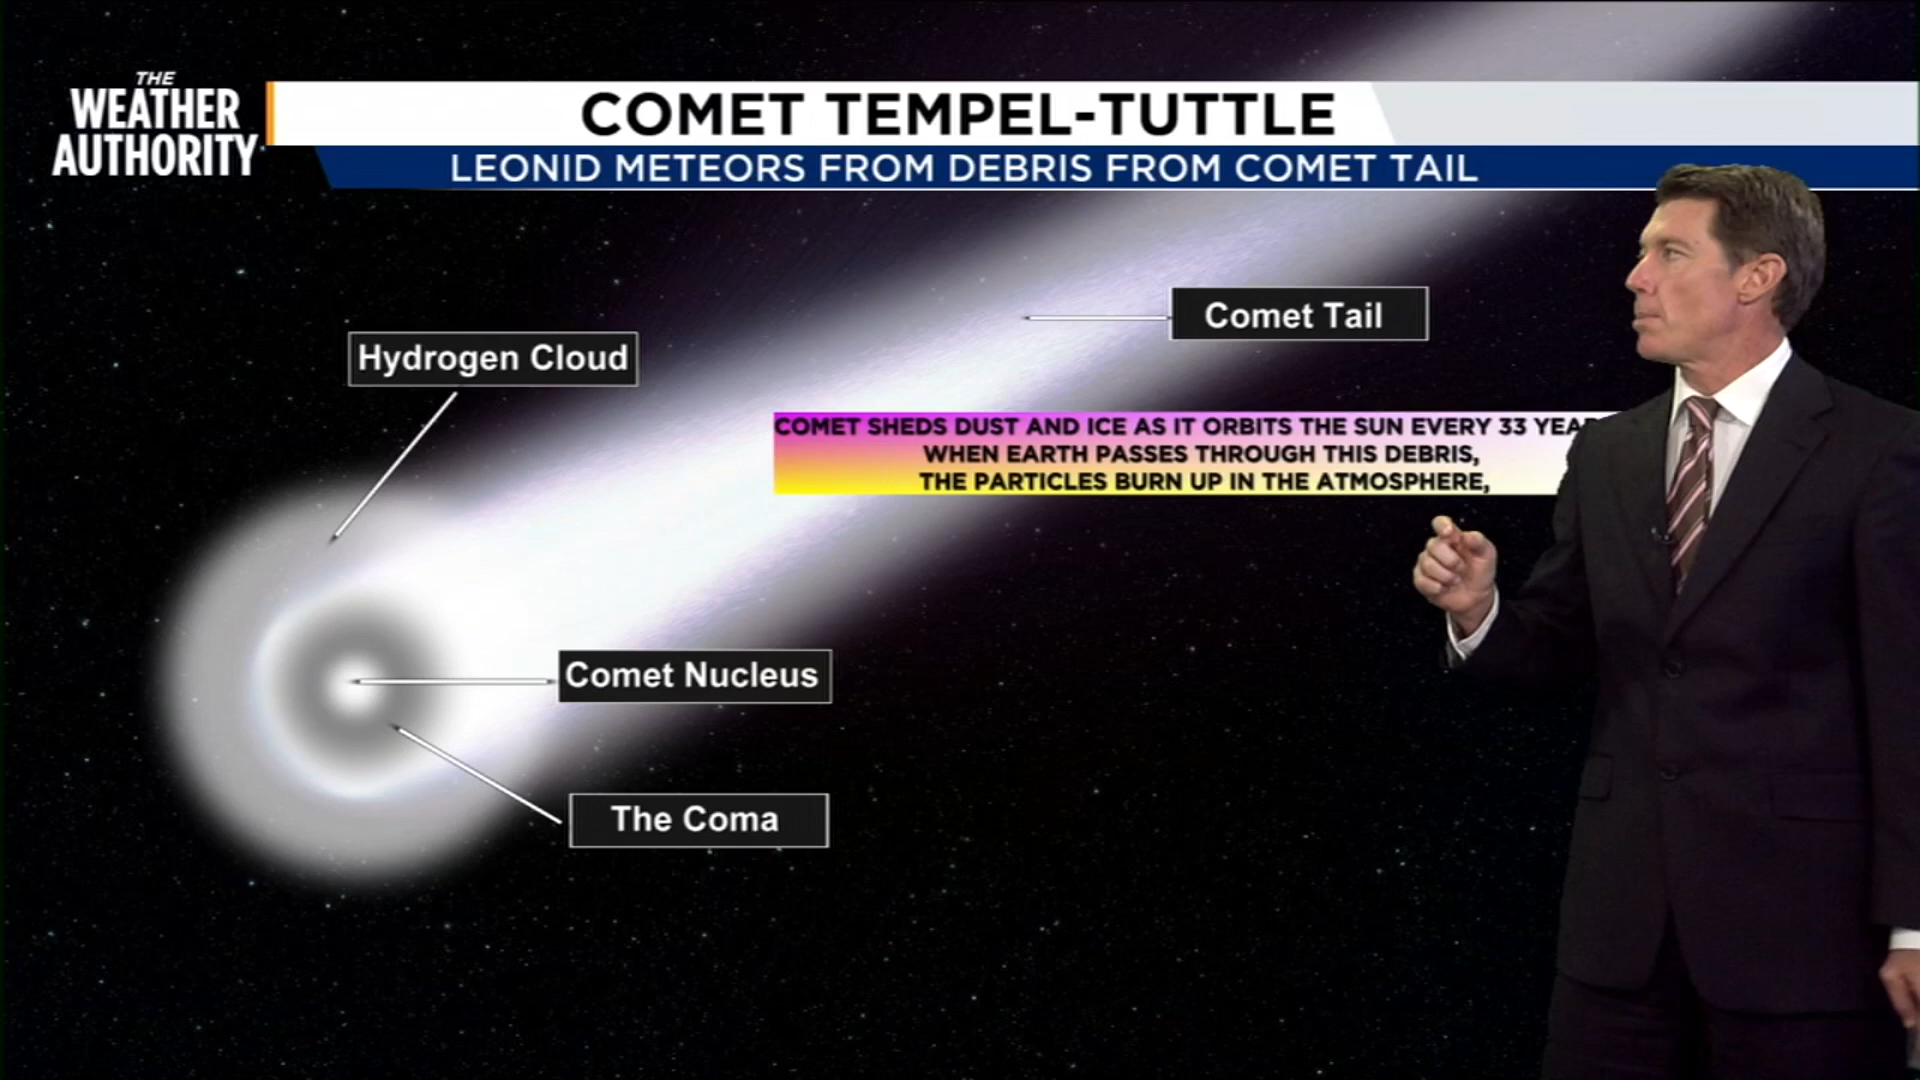 THE
WEATHER
AUTHORITY
COMET TEMPEL-TUTTLE
LEONID METEORS FROM DEBRIS FROM COMET TAIL
Comet Tail
Hydrogen Cloud
COMET SHEDS DUST AND ICE AS IT ORBITS THE SUN EVERY 33
WHEN EARTH PASSES THROUGH THIS DEBRIS,
THE PARTICLES BURN UP IN THE ATMOSPHERE,
Comet Nucleus
The Coma